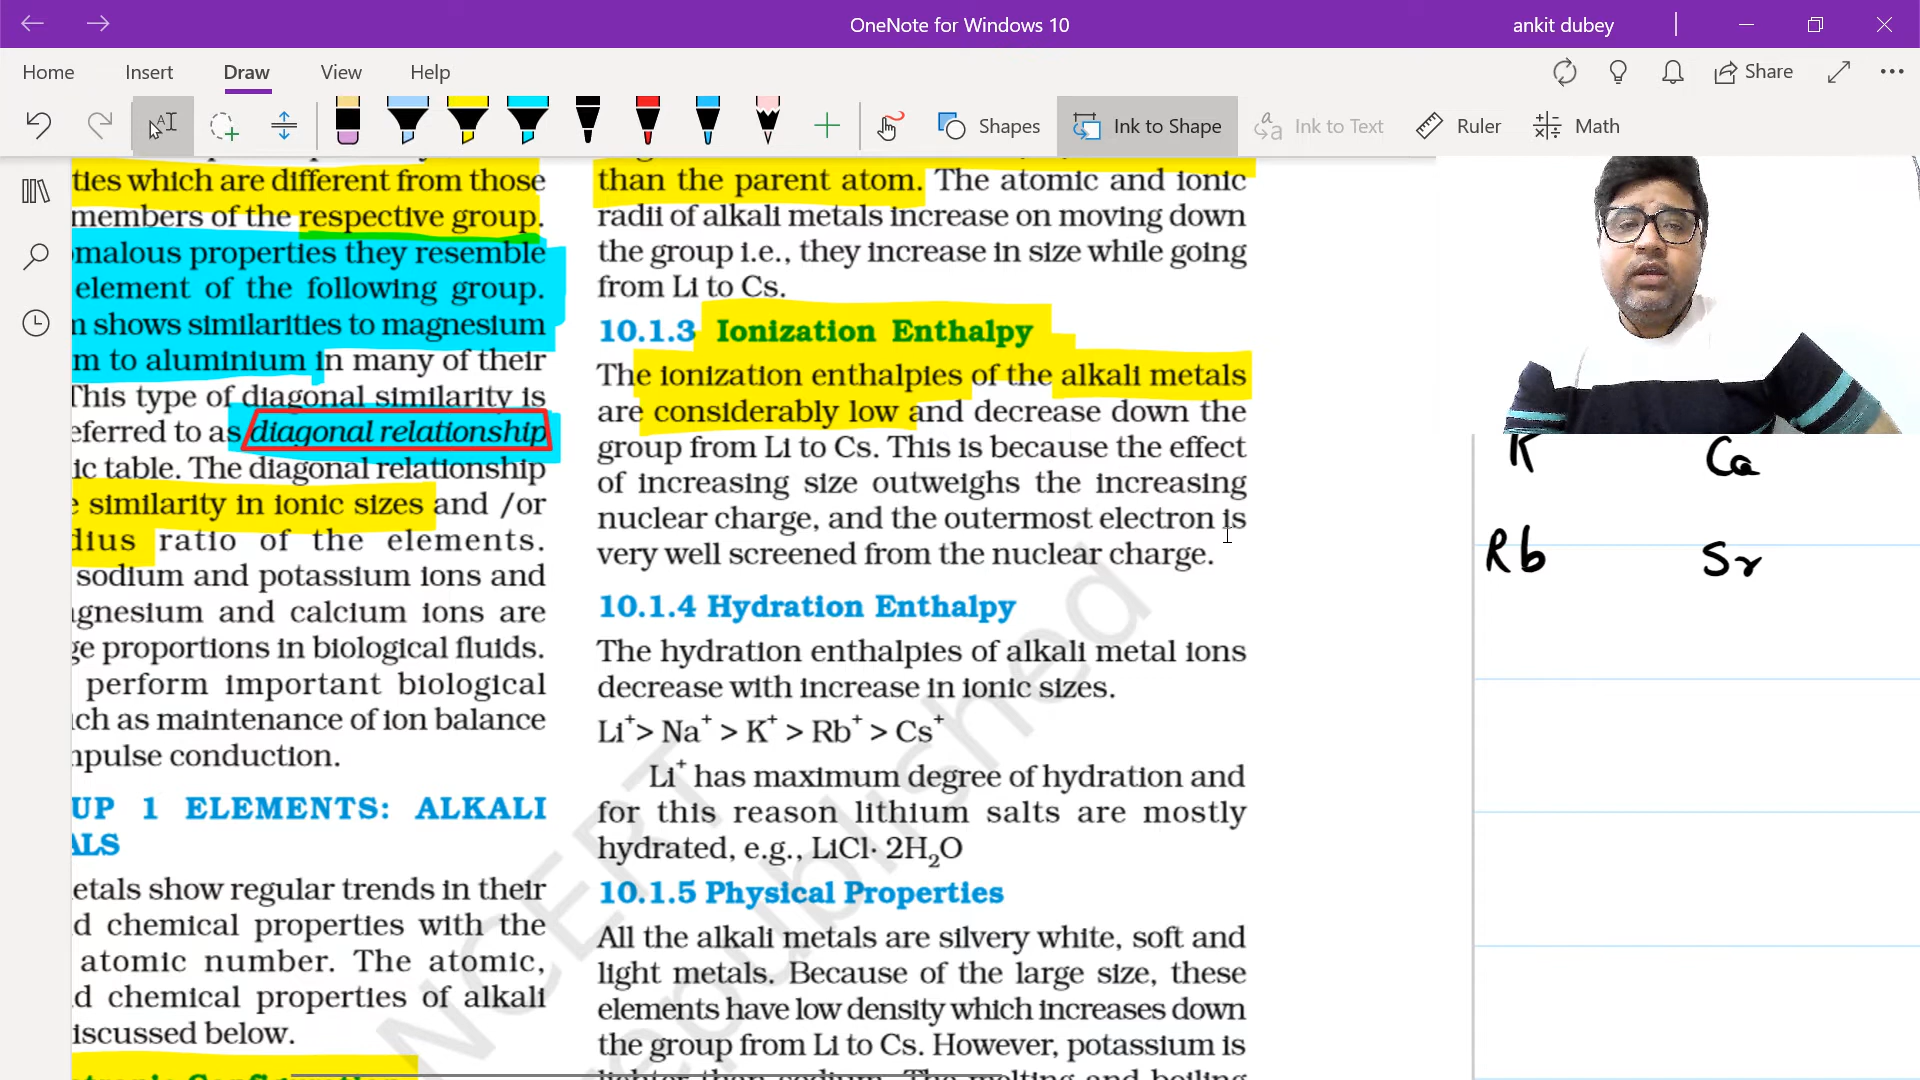 OneNote for Windows 10
ankit dubey
Home Insert Draw View Help
Share
Shapes Ink to Shape Ink to Text Ruler Math
ties which are different from those
members of the respective group.
malous properties they resemble
element of the following group.
n shows similarities to magnesium
m to aluminium in many of their
This type of diagonal similarity is
eferred to as diagonal relationship
ic table. The diagonal relationship
e similarity in ionic sizes and /or
dius ratio of the elements.
sodium and potassium ions and
gnesium and calcium ions are
ge proportions in biological fluids.
perform important biological
ch as maintenance of ion balance
mpulse conduction.
UP 1 ELEMENTS: ALKALI
ALS
etals show regular trends in their
d chemical properties with the
atomic number. The atomic,
d chemical properties of alkali
iscussed below.
than the parent atom. The atomic and ionic
radii of alkali metals increase on moving down
the group i.e., they increase in size while going
from Li to Cs.
10.1.3 Ionization Enthalpy
The ionization enthalpies of the alkali metals
are considerably low and decrease down the
group from Li to Cs. This is because the effect
of increasing size outweighs the increasing
nuclear charge, and the outermost electron is
very well screened from the nuclear charge.
10.1.4 Hydration Enthalpy
The hydration enthalpies of alkali metal ions
decrease with increase in ionic sizes.
Li⁺> Na⁺ > K⁺ > Rb⁺ > Cs⁺
Li⁺ has maximum degree of hydration and
for this reason lithium salts are mostly
hydrated, e.g., LiCl· 2H₂O
10.1.5 Physical Properties
All the alkali metals are silvery white, soft and
light metals. Because of the large size, these
elements have low density which increases down
the group from Li to Cs. However, potassium is
lighter than sodium. The melting and boiling
K Ca
Rb Sr
NCERT
republished